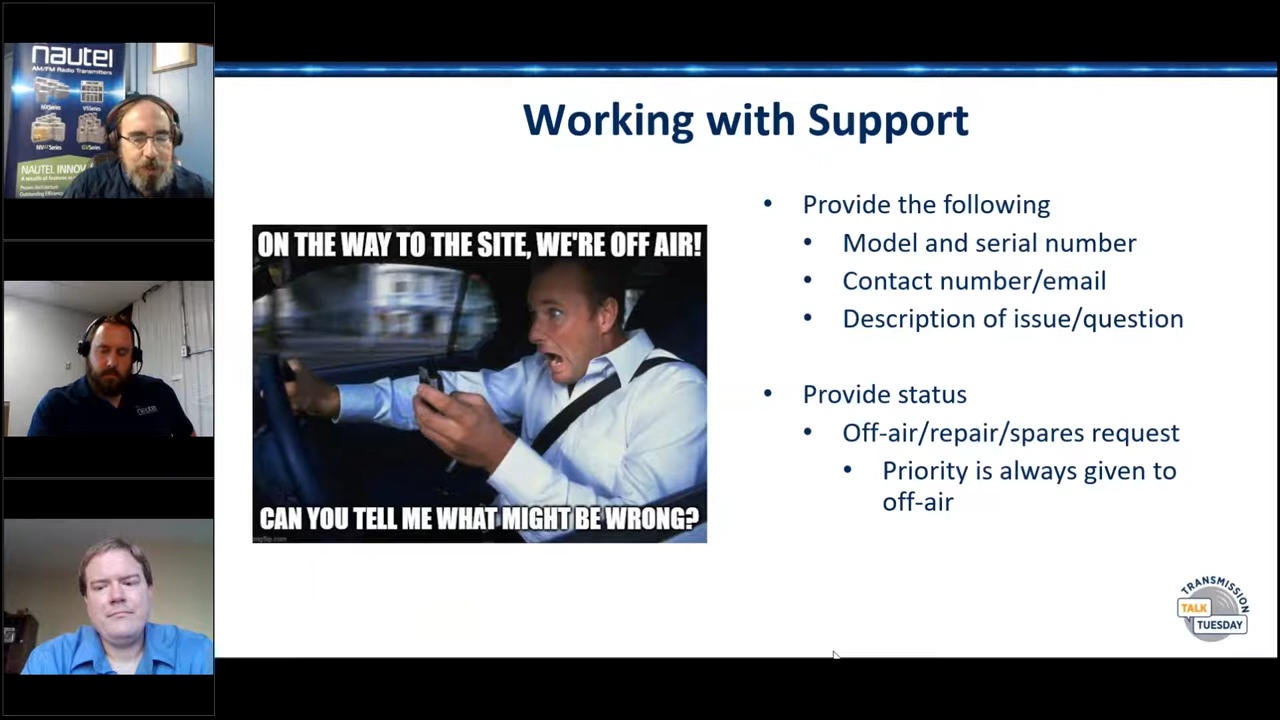 nautel
AM/FM Radio Transmitters
NAUTEL INNOV
Working with Support
ON THE WAY TO THE SITE, WE'RE OFF AIR!
CAN YOU TELL ME WHAT MIGHT BE WRONG?
imgflip.com
• Provide the following
• Model and serial number
• Contact number/email
• Description of issue/question
• Provide status
• Off-air/repair/spares request
• Priority is always given to
off-air
TRANSMISSION
TALK
TUESDAY
nautel